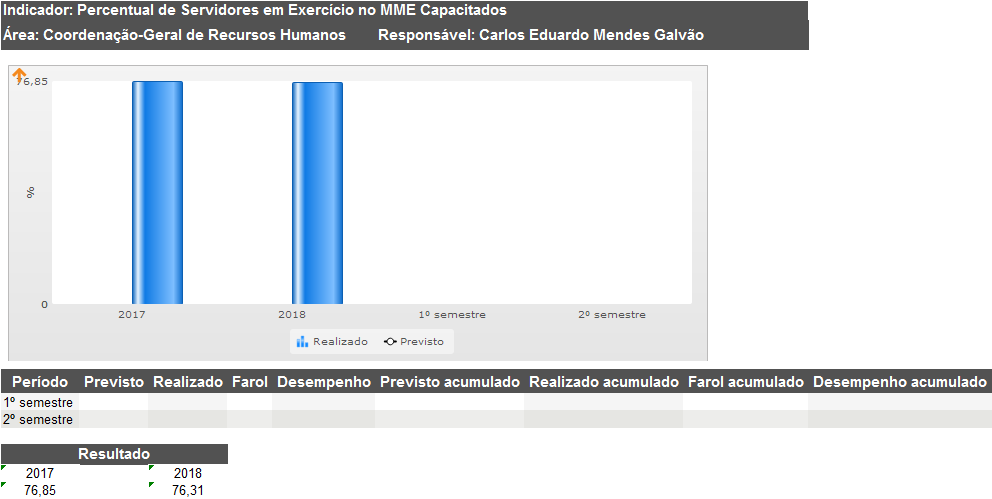 Indicador: Percentual de Servidores em Exercício no MME Capacitados
Área: Coordenação-Geral de Recursos Humanos Responsável: Carlos Eduardo Mendes Galvão
76,85
%
0
2017 2018 1º semestre 2º semestre
Realizado Previsto
Período Previsto Realizado Farol Desempenho Previsto acumulado Realizado acumulado Farol acumulado Desempenho acumulado
1º semestre
2º semestre
Resultado
2017 2018
76,85 76,31